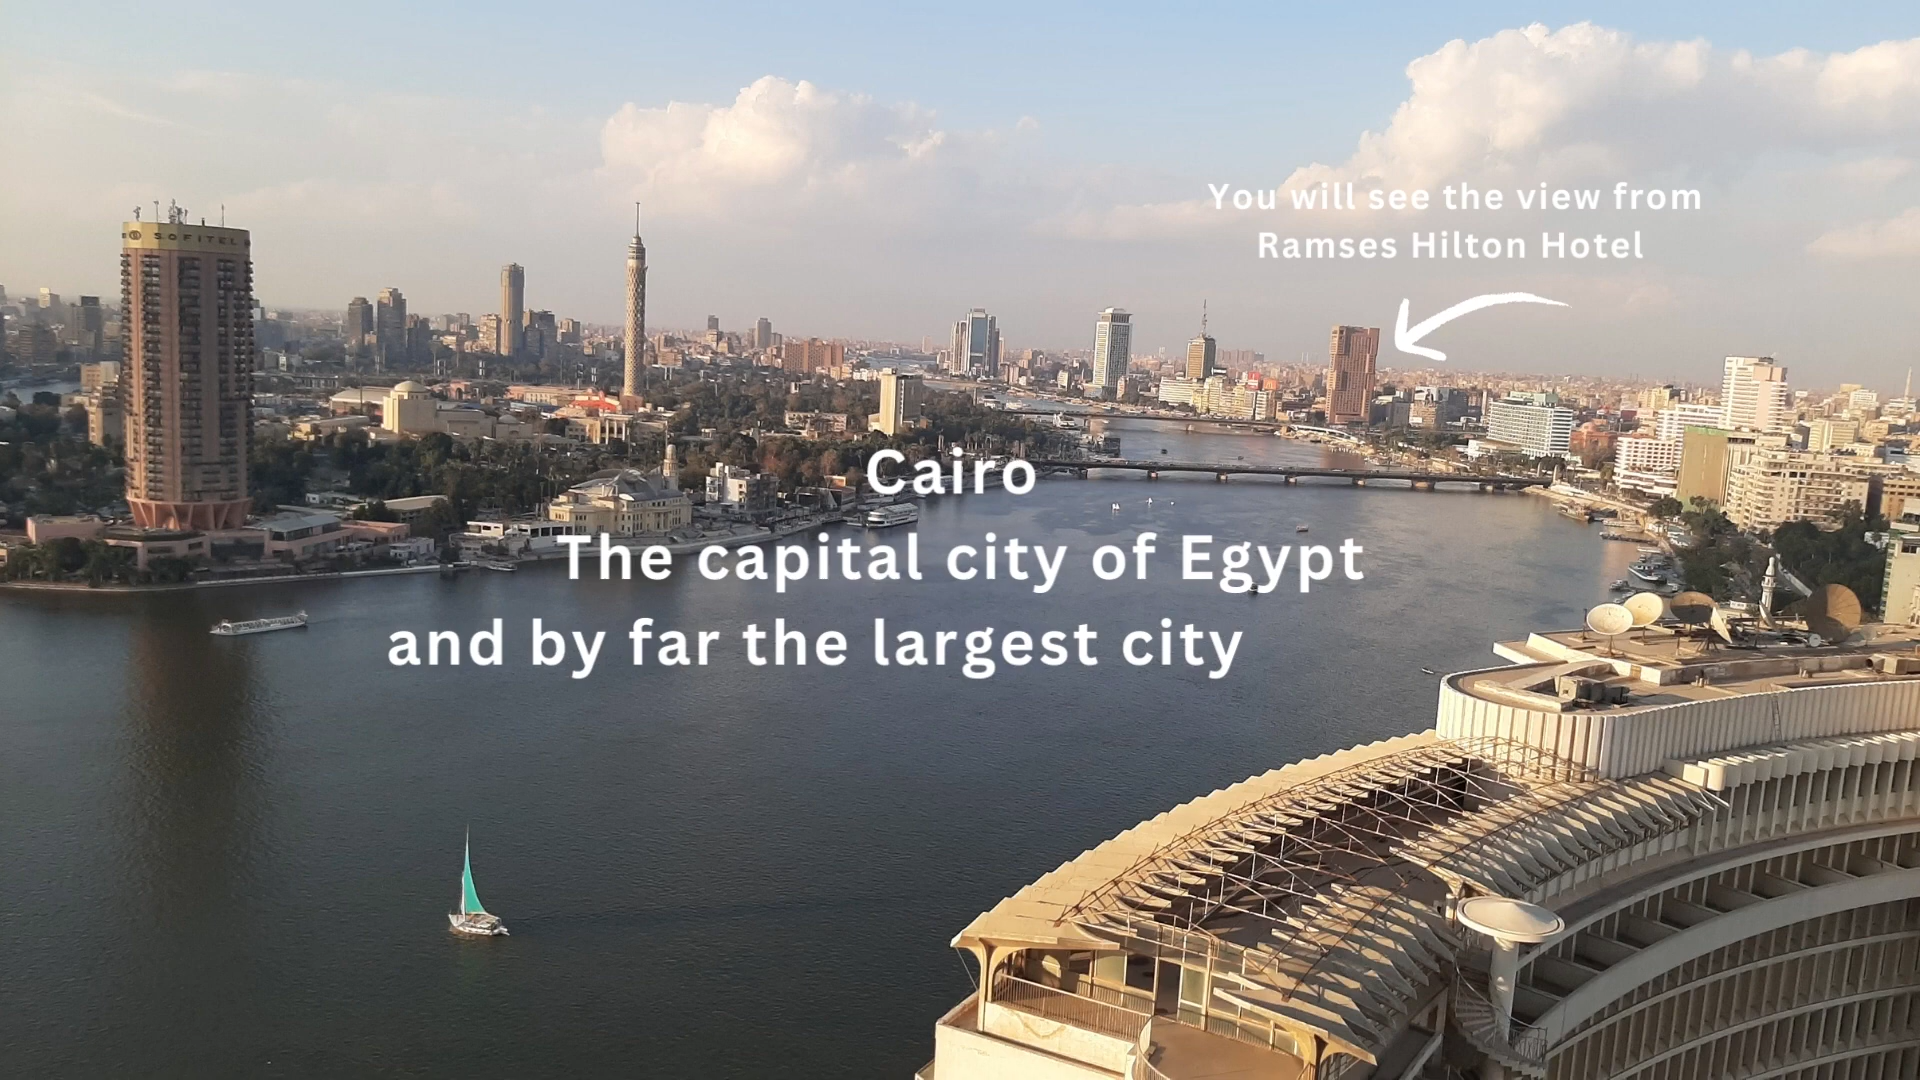 You will see the view from
Ramses Hilton Hotel
SOFITEL
Cairo
The capital city of Egypt
and by far the largest city